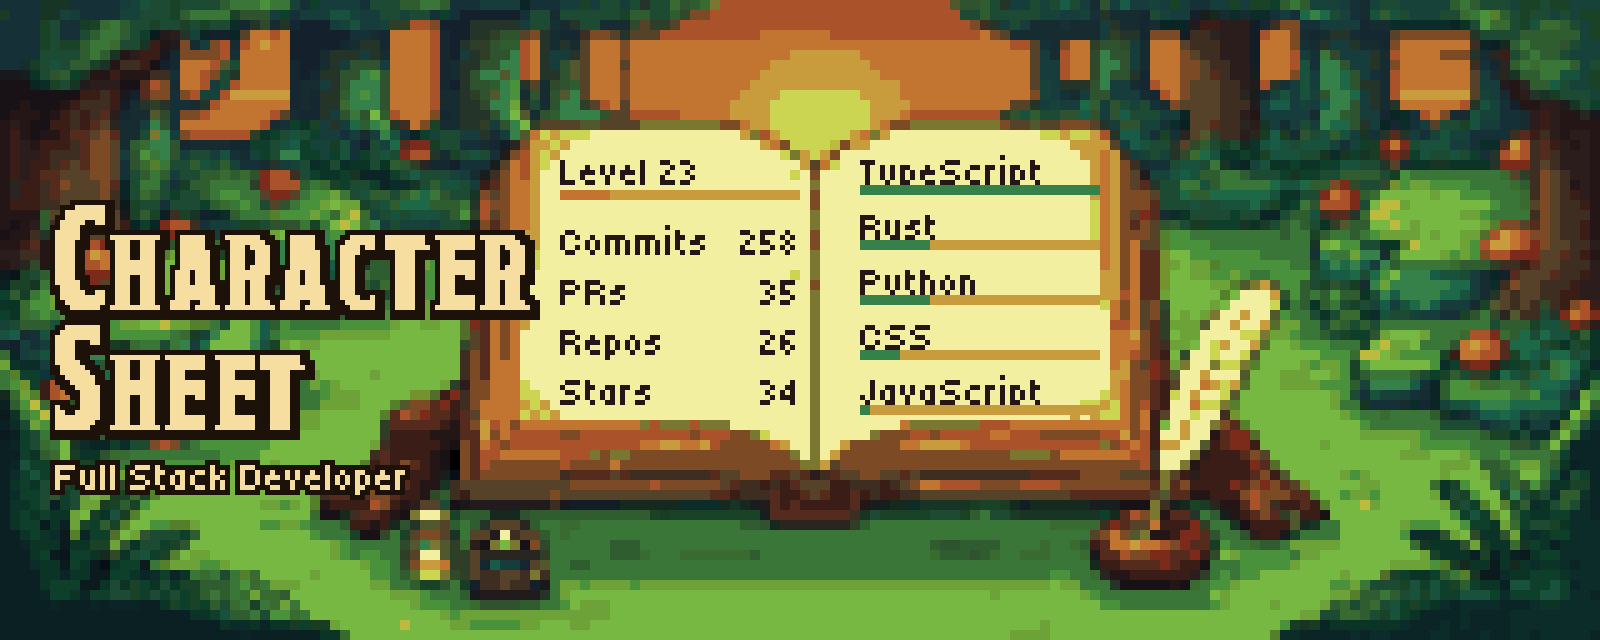 Character
Sheet
Full Stack Developer
Level 23
Commits 258
PRs 35
Repos 26
Stars 34
TypeScript
Rust
Python
CSS
JavaScript